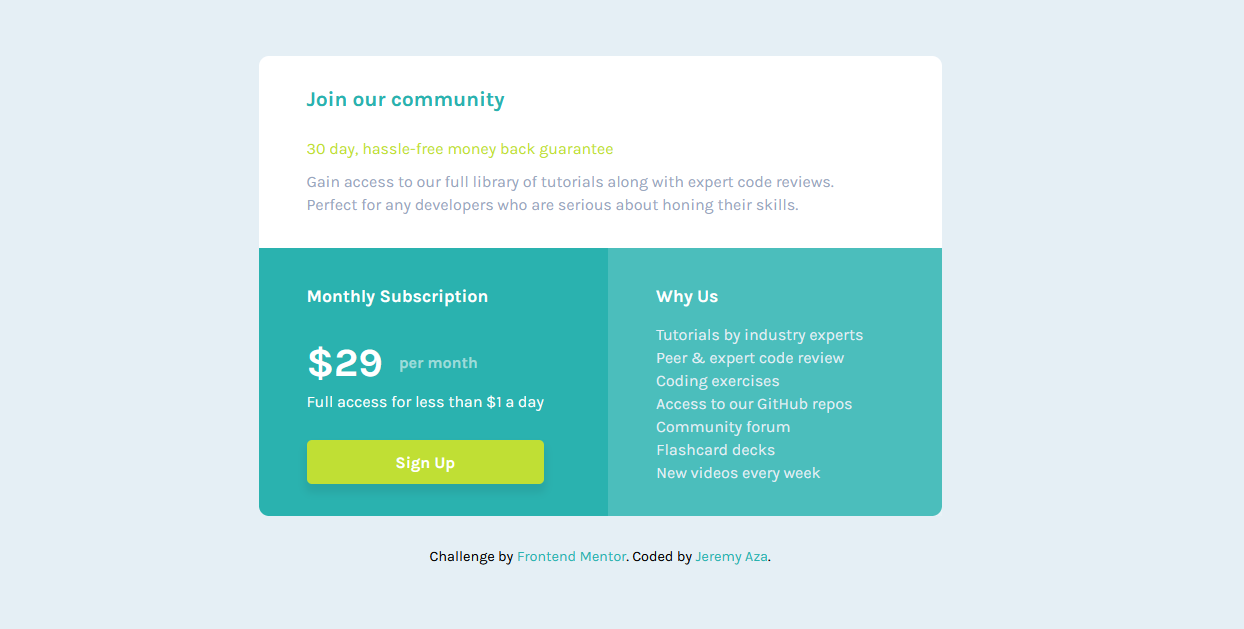 Join our community
30 day, hassle-free money back guarantee
Gain access to our full library of tutorials along with expert code reviews.
Perfect for any developers who are serious about honing their skills.
Monthly Subscription
$29 per month
Full access for less than $1 a day
Sign Up
Why Us
Tutorials by industry experts
Peer & expert code review
Coding exercises
Access to our GitHub repos
Community forum
Flashcard decks
New videos every week
Challenge by Frontend Mentor. Coded by Jeremy Aza.